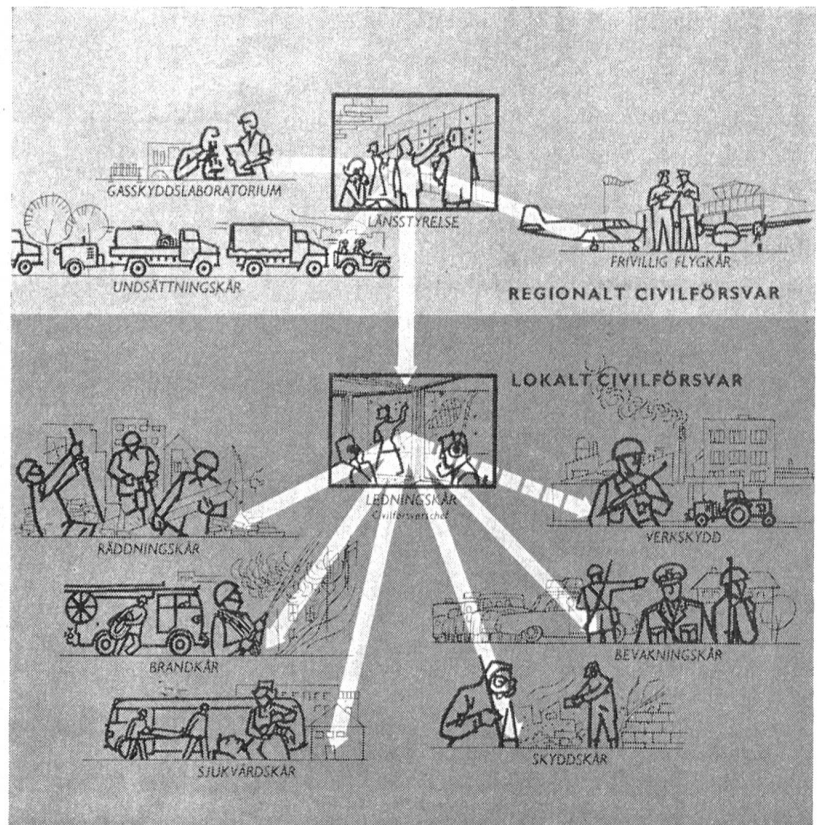 GASSKYDDSLABORATORIUM
LÄNSSTYRELSE
UNDSÄTTNINGSKÅR
FRIVILLIG FLYGKÅR
REGIONALT CIVILFÖRSVAR
LOKALT CIVILFÖRSVAR
LEDNINGSKÅR
Civilförsvarschef
RÄDDNINGSKÅR
VERKSKYDD
BRANDKÅR
BEVAKNINGSKÅR
SJUKVÅRDSKÅR
SKYDDSKÅR